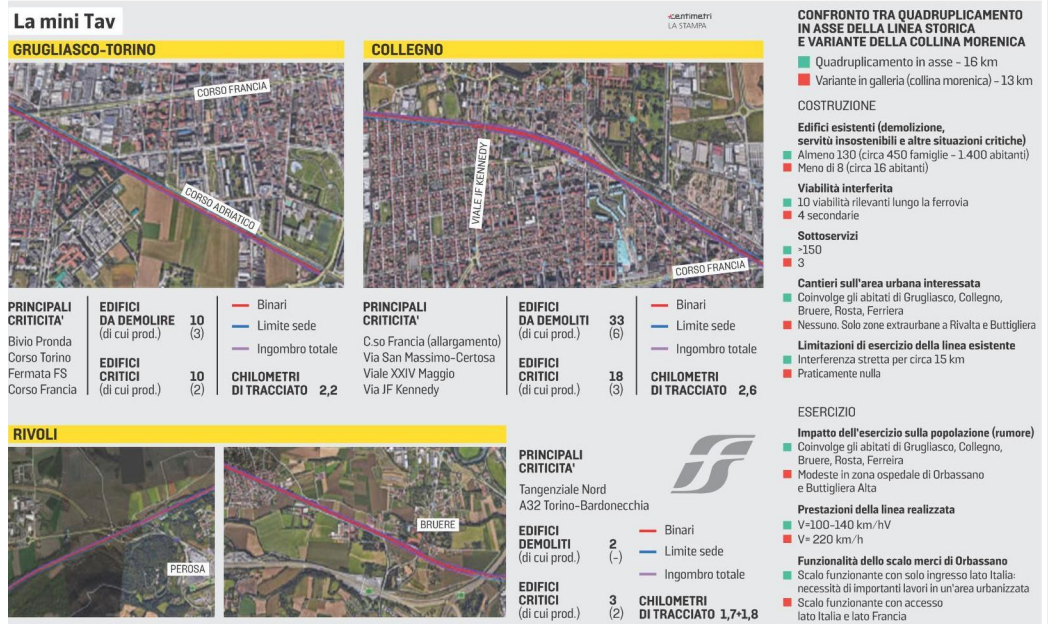 La mini Tav
centimetri
LA STAMPA
GRUGLIASCO-TORINO
CORSO FRANCIA
CORSO ADRIATICO
PRINCIPALI
CRITICITA'
Bivio Pronda
Corso Torino
Fermata FS
Corso Francia
EDIFICI
DA DEMOLIRE 10
(di cui prod.) (3)
EDIFICI
CRITICI 10
(di cui prod.) (2)
Binari
Limite sede
Ingombro totale
CHILOMETRI
DI TRACCIATO 2,2
COLLEGNO
VIALE JF KENNEDY
CORSO FRANCIA
PRINCIPALI
CRITICITA'
C.so Francia (allargamento)
Via San Massimo-Certosa
Viale XXIV Maggio
Via JF Kennedy
EDIFICI
DA DEMOLITI 33
(di cui prod.) (6)
EDIFICI
CRITICI 18
(di cui prod.) (3)
Binari
Limite sede
Ingombro totale
CHILOMETRI
DI TRACCIATO 2,6
RIVOLI
PEROSA
BRUERE
PRINCIPALI
CRITICITA'
Tangenziale Nord
A32 Torino-Bardonecchia
EDIFICI
DEMOLITI 2
(di cui prod.) (-)
EDIFICI
CRITICI 3
(di cui prod.) (2)
Binari
Limite sede
Ingombro totale
CHILOMETRI
DI TRACCIATO 1,7+1,8
FS
CONFRONTO TRA QUADRUPLICAMENTO
IN ASSE DELLA LINEA STORICA
E VARIANTE DELLA COLLINA MORENICA
Quadruplicamento in asse - 16 km
Variante in galleria (collina morenica) - 13 km
COSTRUZIONE
Edifici esistenti (demolizione,
servitù insostenibili e altre situazioni critiche)
Almeno 130 (circa 450 famiglie - 1.400 abitanti)
Meno di 8 (circa 16 abitanti)
Viabilità interferita
10 viabilità rilevanti lungo la ferrovia
4 secondarie
Sottoservizi
>150
3
Cantieri sull'area urbana interessata
Coinvolge gli abitati di Grugliasco, Collegno,
Bruere, Rosta, Ferriera
Nessuno. Solo zone extraurbane a Rivalta e Buttigliera
Limitazioni di esercizio della linea esistente
Interferenza stretta per circa 15 km
Praticamente nulla
ESERCIZIO
Impatto dell'esercizio sulla popolazione (rumore)
Coinvolge gli abitati di Grugliasco, Collegno,
Bruere, Rosta, Ferreira
Modeste in zona ospedale di Orbassano
e Buttigliera Alta
Prestazioni della linea realizzata
V=100-140 km/hV
V= 220 km/h
Funzionalità dello scalo merci di Orbassano
Scalo funzionante con solo ingresso lato Italia:
necessità di importanti lavori in un'area urbanizzata
Scalo funzionante con accesso
lato Italia e lato Francia